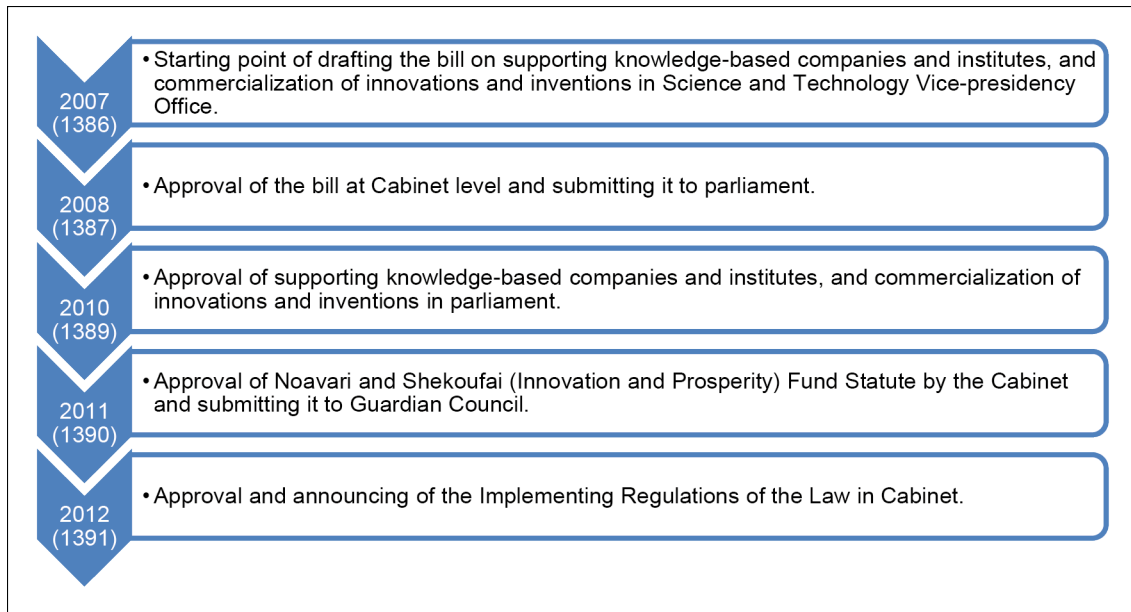 2007
(1386)
• Starting point of drafting the bill on supporting knowledge-based companies and institutes, and
commercialization of innovations and inventions in Science and Technology Vice-presidency
Office.
2008
(1387)
• Approval of the bill at Cabinet level and submitting it to parliament.
2010
(1389)
• Approval of supporting knowledge-based companies and institutes, and commercialization of
innovations and inventions in parliament.
2011
(1390)
• Approval of Noavari and Shekoufai (Innovation and Prosperity) Fund Statute by the Cabinet
and submitting it to Guardian Council.
2012
(1391)
• Approval and announcing of the Implementing Regulations of the Law in Cabinet.